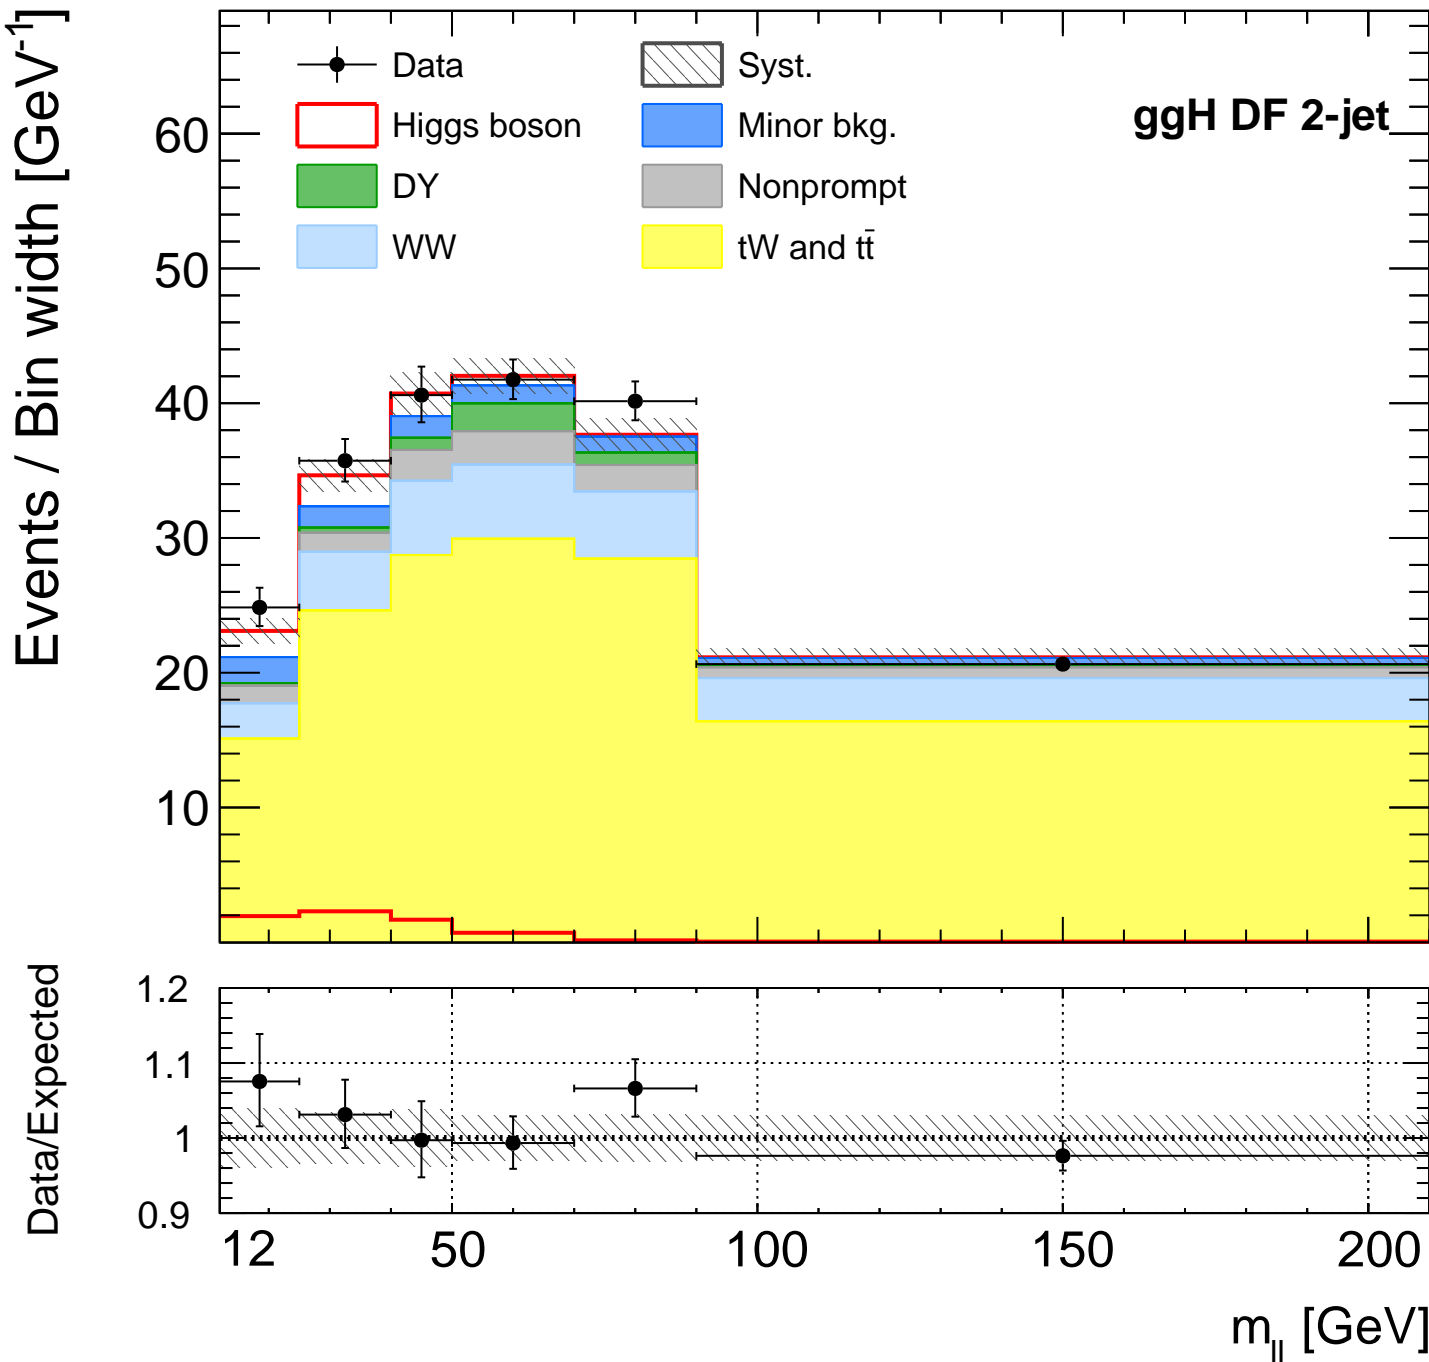 Events / Bin width [GeV⁻¹]
Data
Syst.
Higgs boson
Minor bkg.
DY
Nonprompt
WW
tW and tt̄
ggH DF 2-jet
60
50
40
30
20
10
Data/Expected
1.2
1.1
1
0.9
12
50
100
150
200
m_ll [GeV]